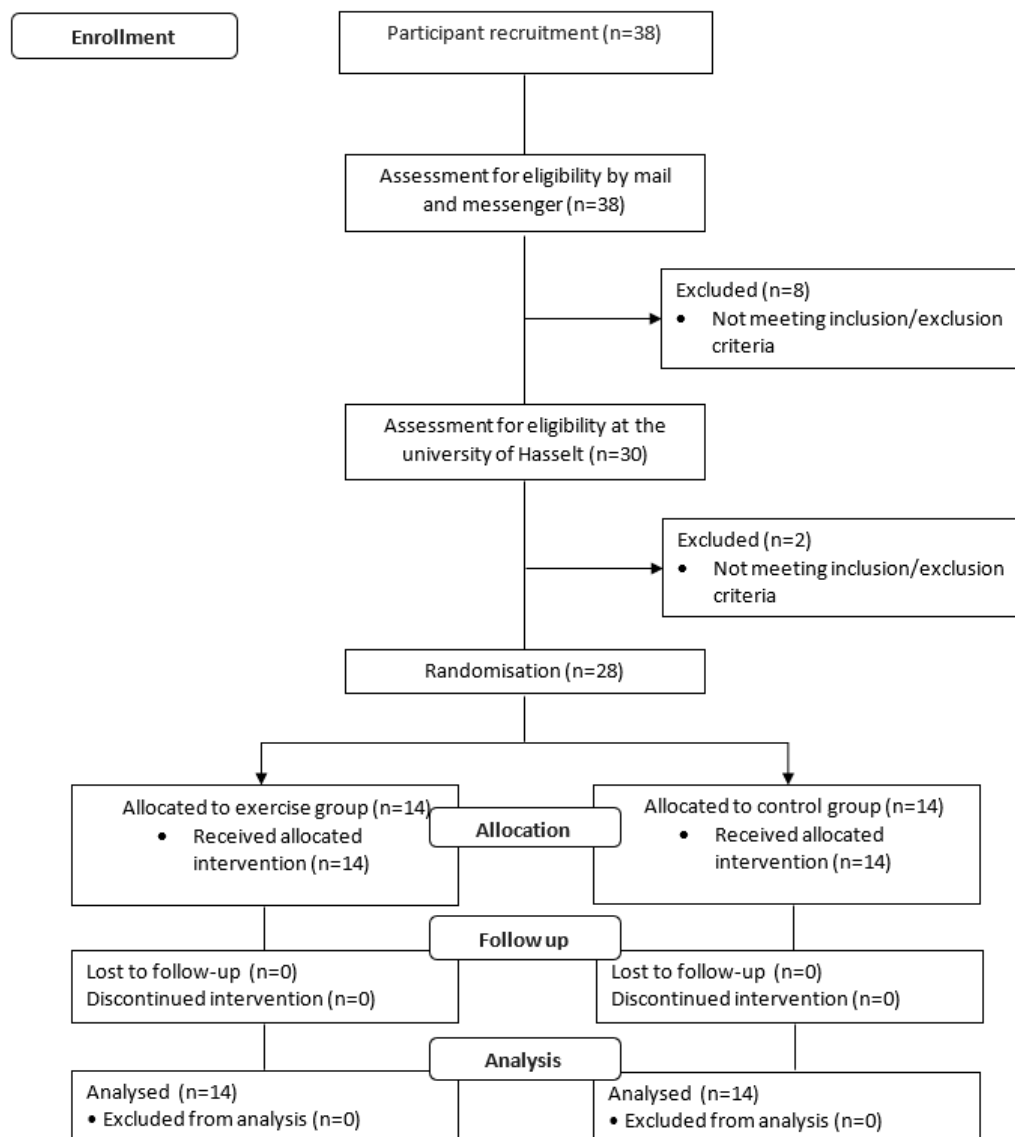 Enrollment
Participant recruitment (n=38)
Assessment for eligibility by mail
and messenger (n=38)
Excluded (n=8)
• Not meeting inclusion/exclusion
criteria
Assessment for eligibility at the
university of Hasselt (n=30)
Excluded (n=2)
• Not meeting inclusion/exclusion
criteria
Randomisation (n=28)
Allocated to exercise group (n=14)
• Received allocated
intervention (n=14)
Allocation
Allocated to control group (n=14)
• Received allocated
intervention (n=14)
Follow up
Lost to follow-up (n=0)
Discontinued intervention (n=0)
Lost to follow-up (n=0)
Discontinued intervention (n=0)
Analysis
Analysed (n=14)
• Excluded from analysis (n=0)
Analysed (n=14)
• Excluded from analysis (n=0)